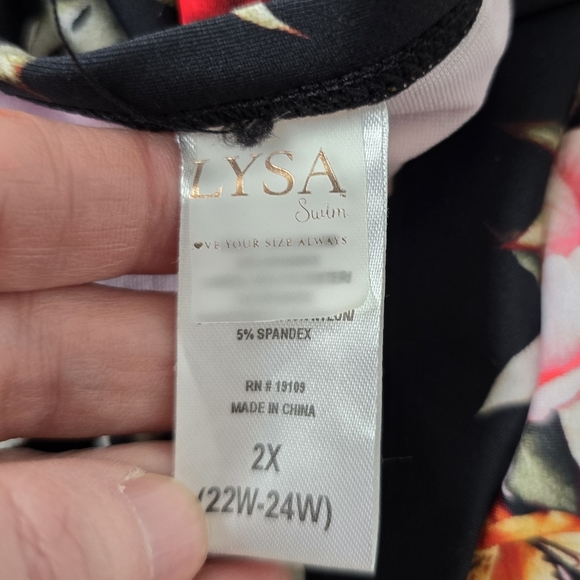 LYSA
Swim
♥VE YOUR SIZE ALWAYS
5% SPANDEX
RN # 19109
MADE IN CHINA
2X
(22W-24W)